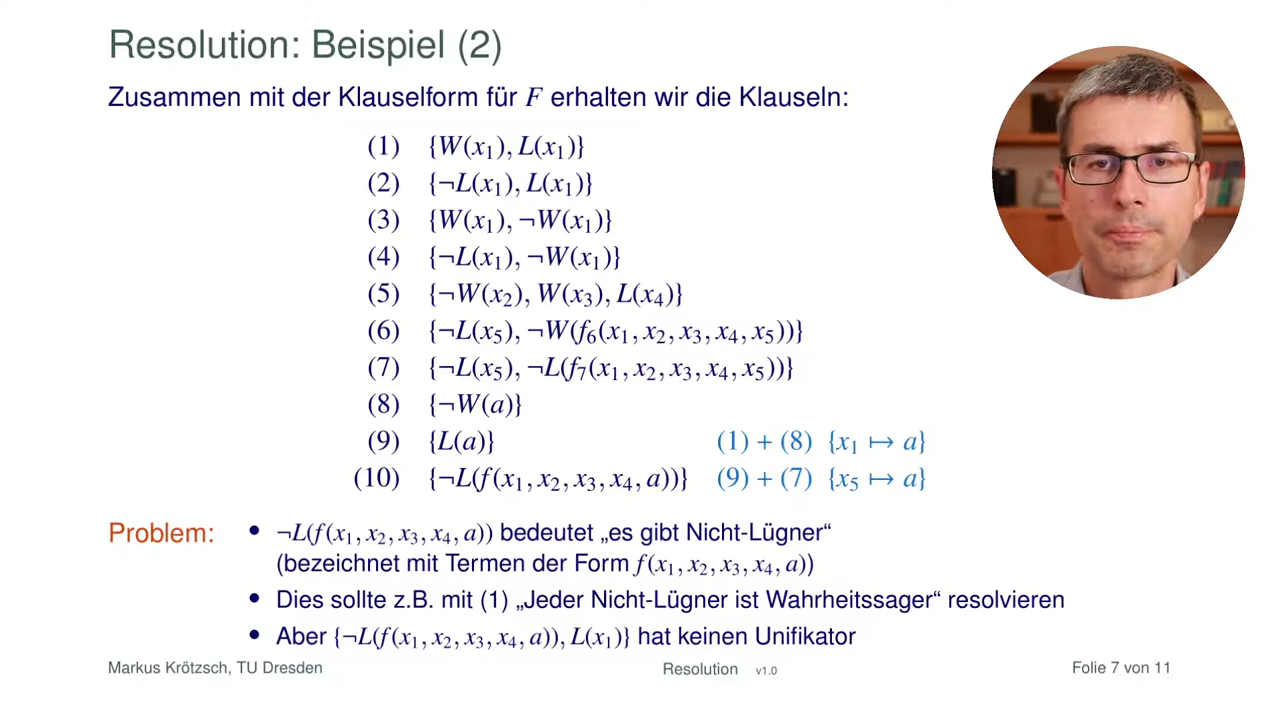 Resolution: Beispiel (2)
Zusammen mit der Klauselform für F erhalten wir die Klauseln:
(1) {W(x₁), L(x₁)}
(2) {¬L(x₁), L(x₁)}
(3) {W(x₁), ¬W(x₁)}
(4) {¬L(x₁), ¬W(x₁)}
(5) {¬W(x₂), W(x₃), L(x₄)}
(6) {¬L(x₅), ¬W(f₆(x₁, x₂, x₃, x₄, x₅))}
(7) {¬L(x₅), ¬L(f₇(x₁, x₂, x₃, x₄, x₅))}
(8) {¬W(a)}
(9) {L(a)} (1) + (8) {x₁ ↦ a}
(10) {¬L(f(x₁, x₂, x₃, x₄, a))} (9) + (7) {x₅ ↦ a}
Problem: • ¬L(f(x₁, x₂, x₃, x₄, a)) bedeutet „es gibt Nicht-Lügner“
(bezeichnet mit Termen der Form f(x₁, x₂, x₃, x₄, a))
• Dies sollte z.B. mit (1) „Jeder Nicht-Lügner ist Wahrheitssager“ resolvieren
• Aber {¬L(f(x₁, x₂, x₃, x₄, a)), L(x₁)} hat keinen Unifikator
Markus Krötzsch, TU Dresden Resolution v1.0 Folie 7 von 11